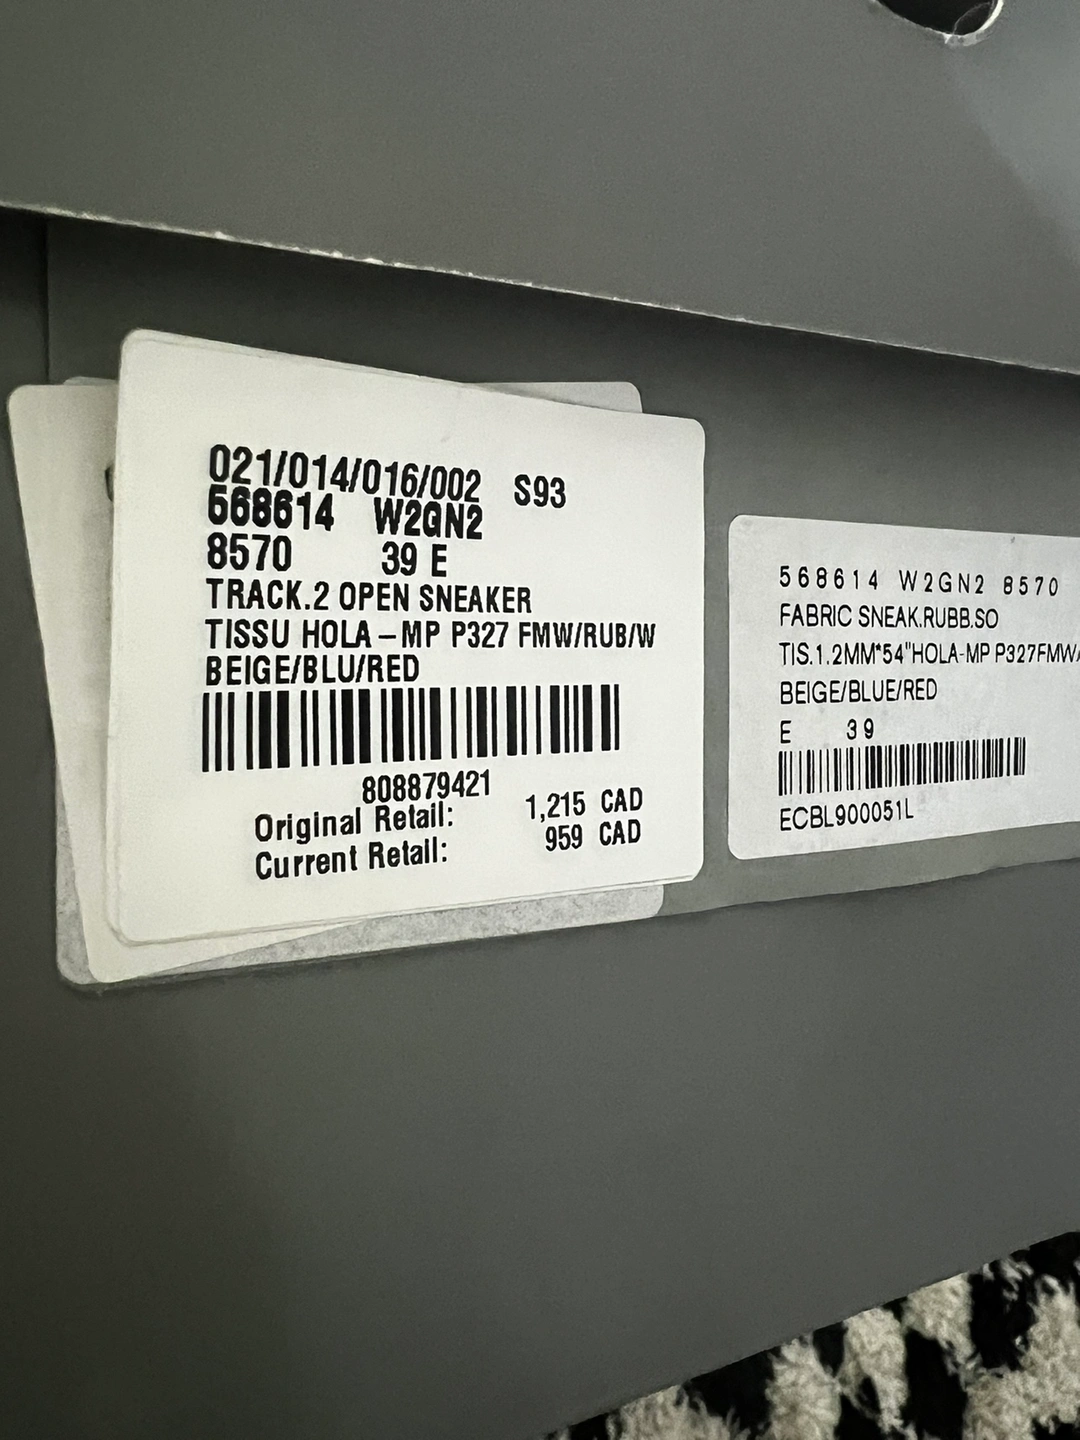 021/014/016/002 S93
568614 W2GN2
8570 39 E
TRACK.2 OPEN SNEAKER
TISSU HOLA-MP P327 FMW/RUB/W
BEIGE/BLU/RED
808879421
Original Retail: 1,215 CAD
Current Retail: 959 CAD
568614 W2GN2 8570
FABRIC SNEAK.RUBB.SO
TIS.1.2MM*54"HOLA-MP P327FMW/
BEIGE/BLUE/RED
E 39
ECBL900051L